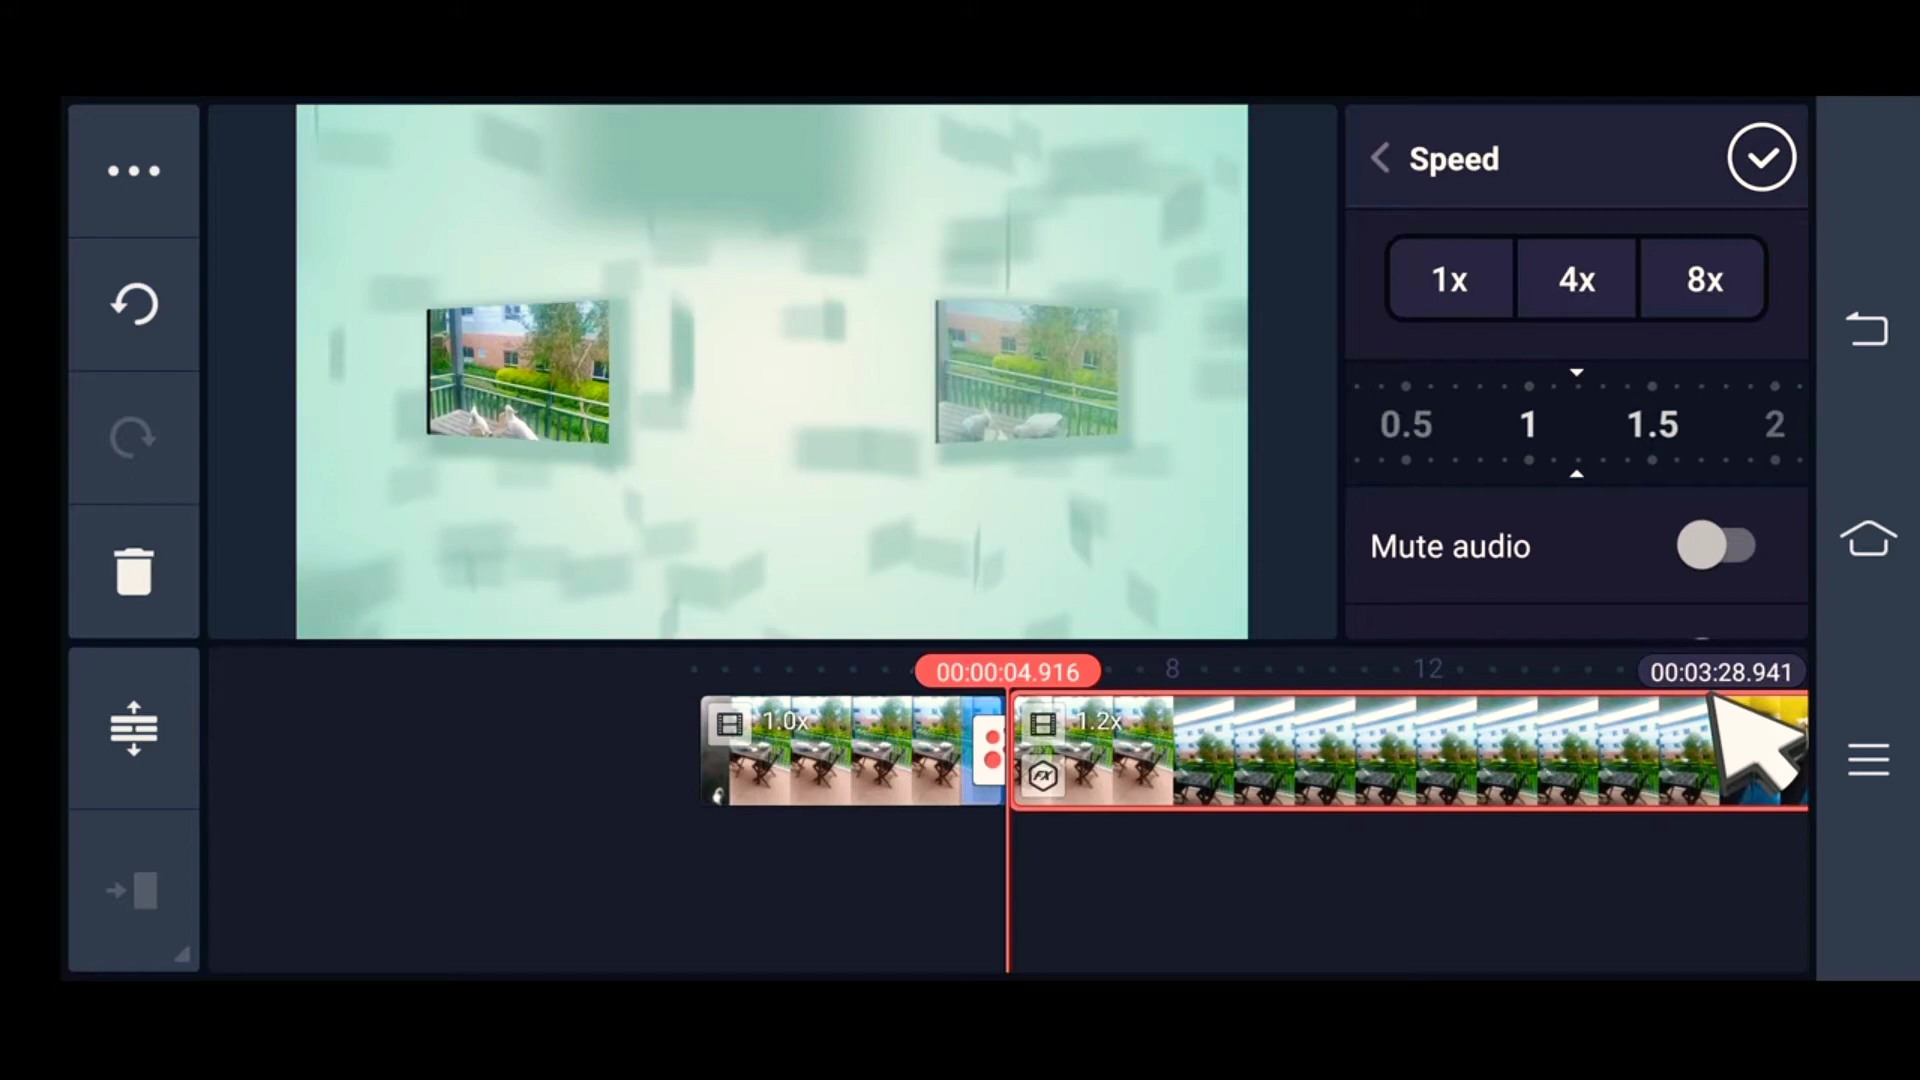 Speed
1x 4x 8x
0.5 1 1.5 2
Mute audio
00:00:04.916 8 12 00:03:28.941
1.0x 1.2x
FX